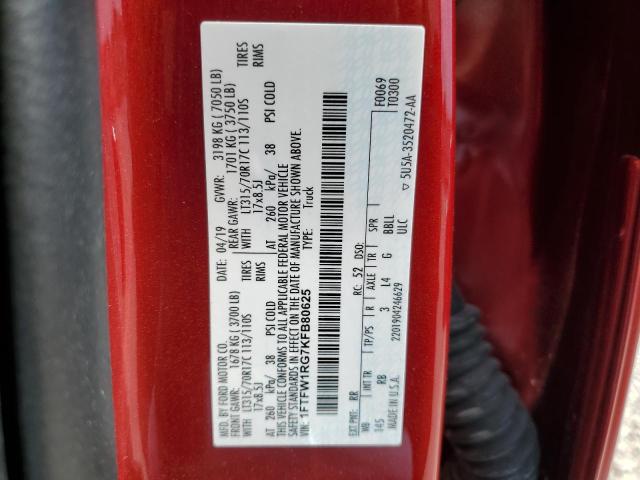 MFD. BY FORD MOTOR CO.
DATE: 04/19 GVWR: 3198 KG ( 7050 LB)
FRONT GAWR: 1678 KG (3700 LB) REAR GAWR: 1701 KG ( 3750 LB)
WITH LT315/70R17C 113/110S TIRES WITH LT315/70R17C 113/110S TIRES
17x8.5J RIMS 17x8.5J RIMS
AT 260 kPa/ 38 PSI COLD AT 260 kPa/ 38 PSI COLD
THIS VEHICLE CONFORMS TO ALL APPLICABLE FEDERAL MOTOR VEHICLE
SAFETY STANDARDS IN EFFECT ON THE DATE OF MANUFACTURE SHOWN ABOVE.
VIN: 1FTFW1RG7KFB80625 TYPE: Truck
EXT PNT: RR RC: 52 DSO: F0069
T0300
WB INT TR TP/PS R AXLE TR SPR
145 RB 3 L4 G BBLL
MADE IN U.S.A. 2201904246629 ULC
▽ 5U5A-3520472-AA